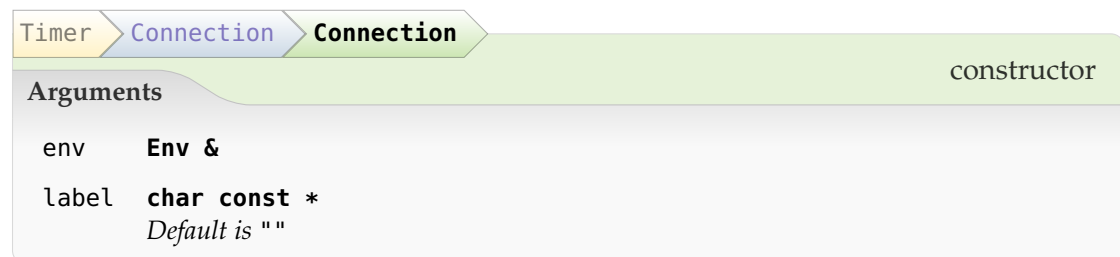 Timer Connection Connection
constructor
Arguments
env Env &
label char const *
Default is ""